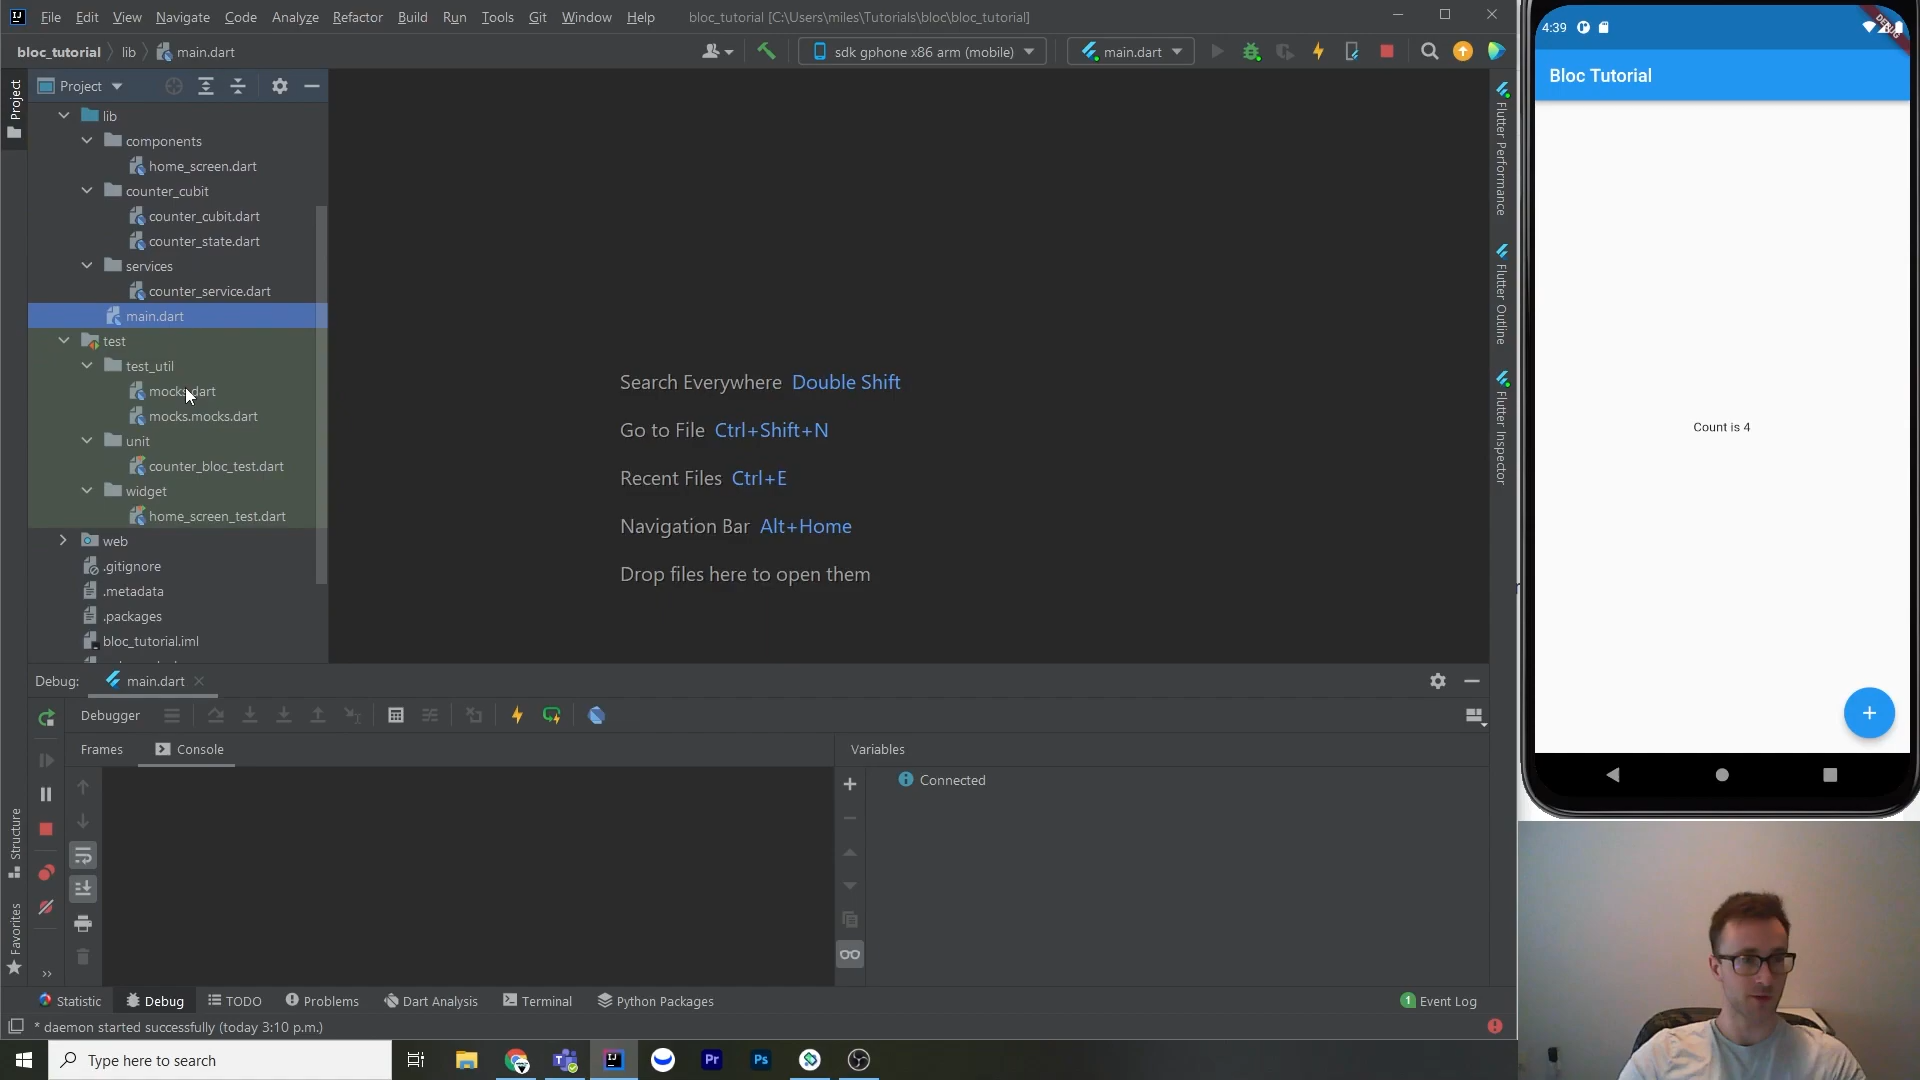 File Edit View Navigate Code Analyze Refactor Build Run Tools Git Window Help bloc_tutorial [C:\Users\miles\Tutorials\bloc\bloc_tutorial]
bloc_tutorial lib main.dart sdk gphone x86 arm (mobile) main.dart
Project
Project
lib
components
home_screen.dart
counter_cubit
counter_cubit.dart
counter_state.dart
services
counter_service.dart
main.dart
test
test_util
mocks.dart
mocks.mocks.dart
unit
counter_bloc_test.dart
widget
home_screen_test.dart
web
.gitignore
.metadata
.packages
bloc_tutorial.iml
Search Everywhere Double Shift
Go to File Ctrl+Shift+N
Recent Files Ctrl+E
Navigation Bar Alt+Home
Drop files here to open them
Flutter Performance
Flutter Outline
Flutter Inspector
4:39
DEBUG
Bloc Tutorial
Count is 4
+
Debug: main.dart
Debugger
Frames Console Variables
Connected
Structure
Favorites
Statistic Debug TODO Problems Dart Analysis Terminal Python Packages 1 Event Log
* daemon started successfully (today 3:10 p.m.)
Type here to search
Pr
Ps